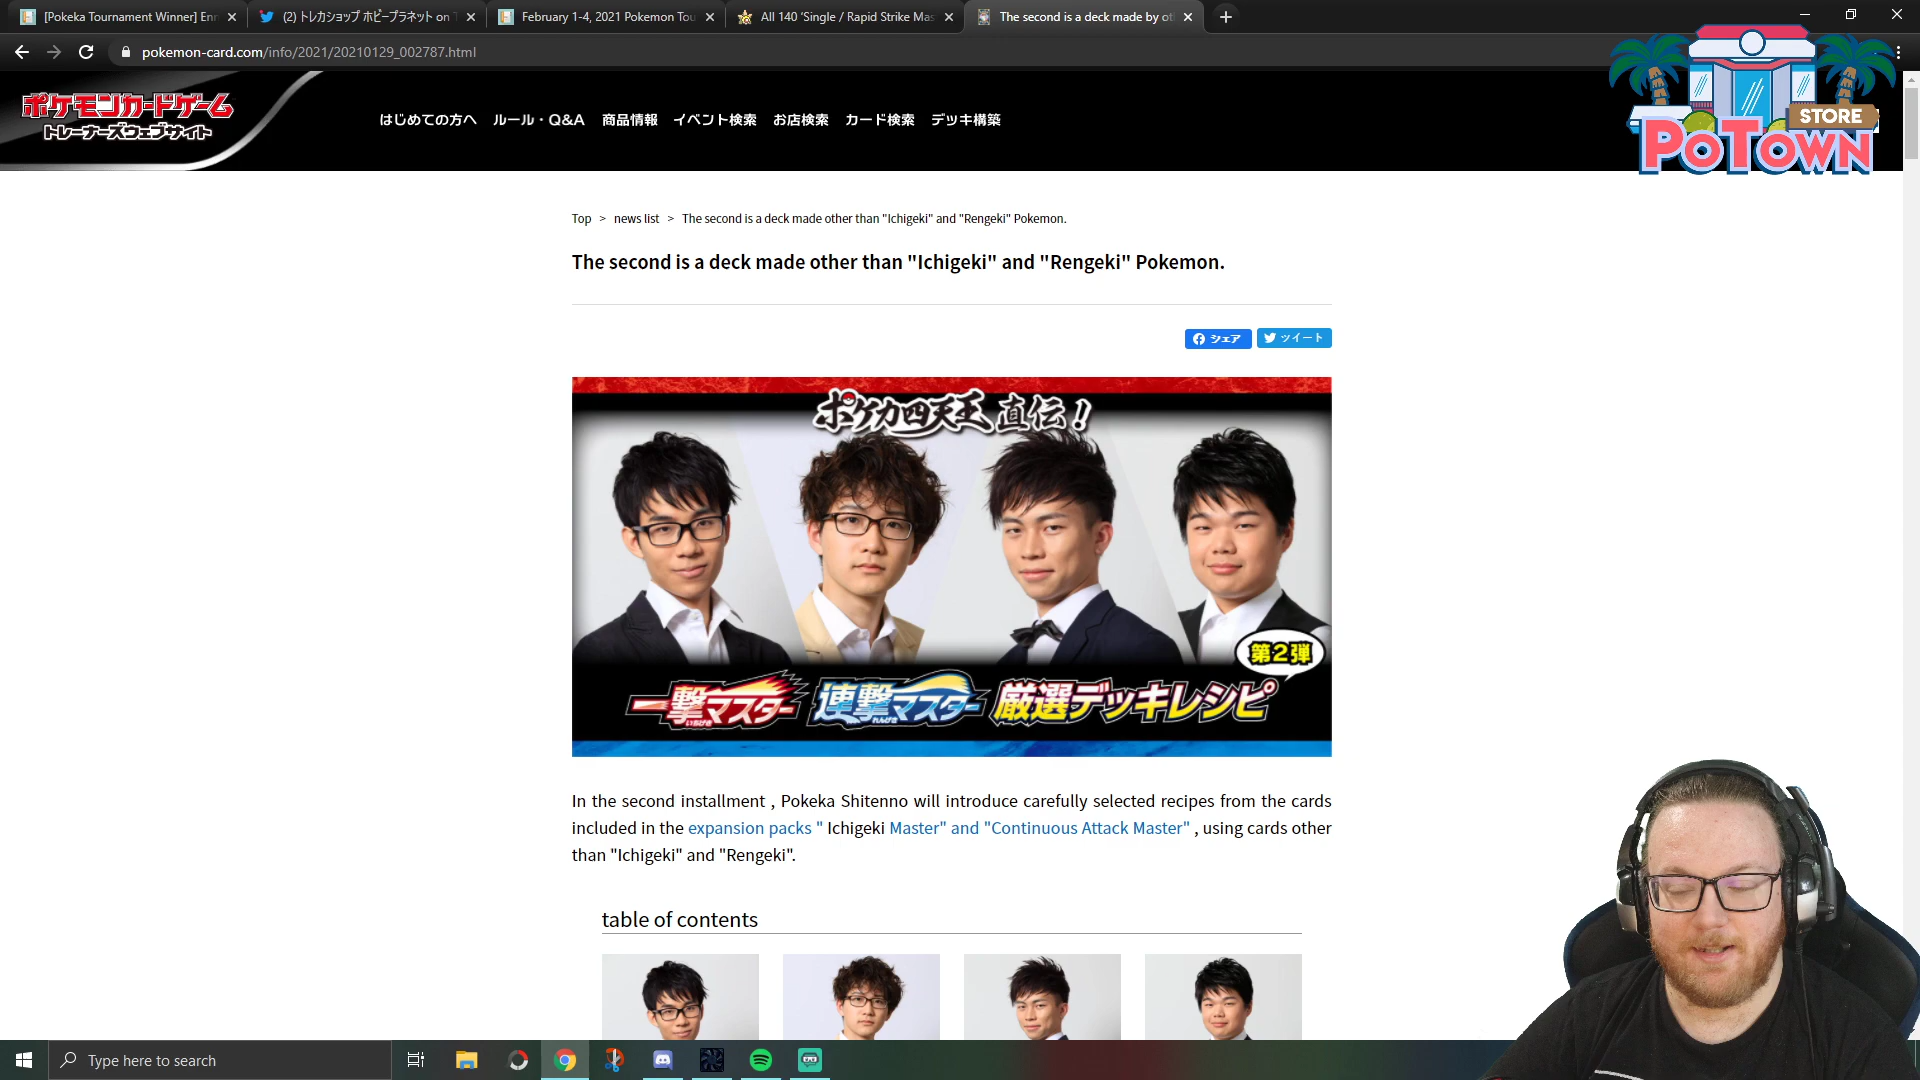 [Pokeka Tournament Winner] Enn
(2) トレカショップ ホビープラネット on T
February 1-4, 2021 Pokemon Tou
All 140 'Single / Rapid Strike Mas
The second is a deck made by ot
pokemon-card.com/info/2021/20210129_002787.html
ポケモンカードゲーム
トレーナーズウェブサイト
はじめての方へ ルール・Q&A 商品情報 イベント検索 お店検索 カード検索 デッキ構築
STORE
PoTown
Top > news list > The second is a deck made other than "Ichigeki" and "Rengeki" Pokemon.
The second is a deck made other than "Ichigeki" and "Rengeki" Pokemon.
シェア ツイート
ポケカ四天王 直伝!
第2弾
一撃マスター 連撃マスター 厳選デッキレシピ
いちげき れんげき
In the second installment , Pokeka Shitenno will introduce carefully selected recipes from the cards
included in the expansion packs " Ichigeki Master" and "Continuous Attack Master" , using cards other
than "Ichigeki" and "Rengeki".
table of contents
Type here to search